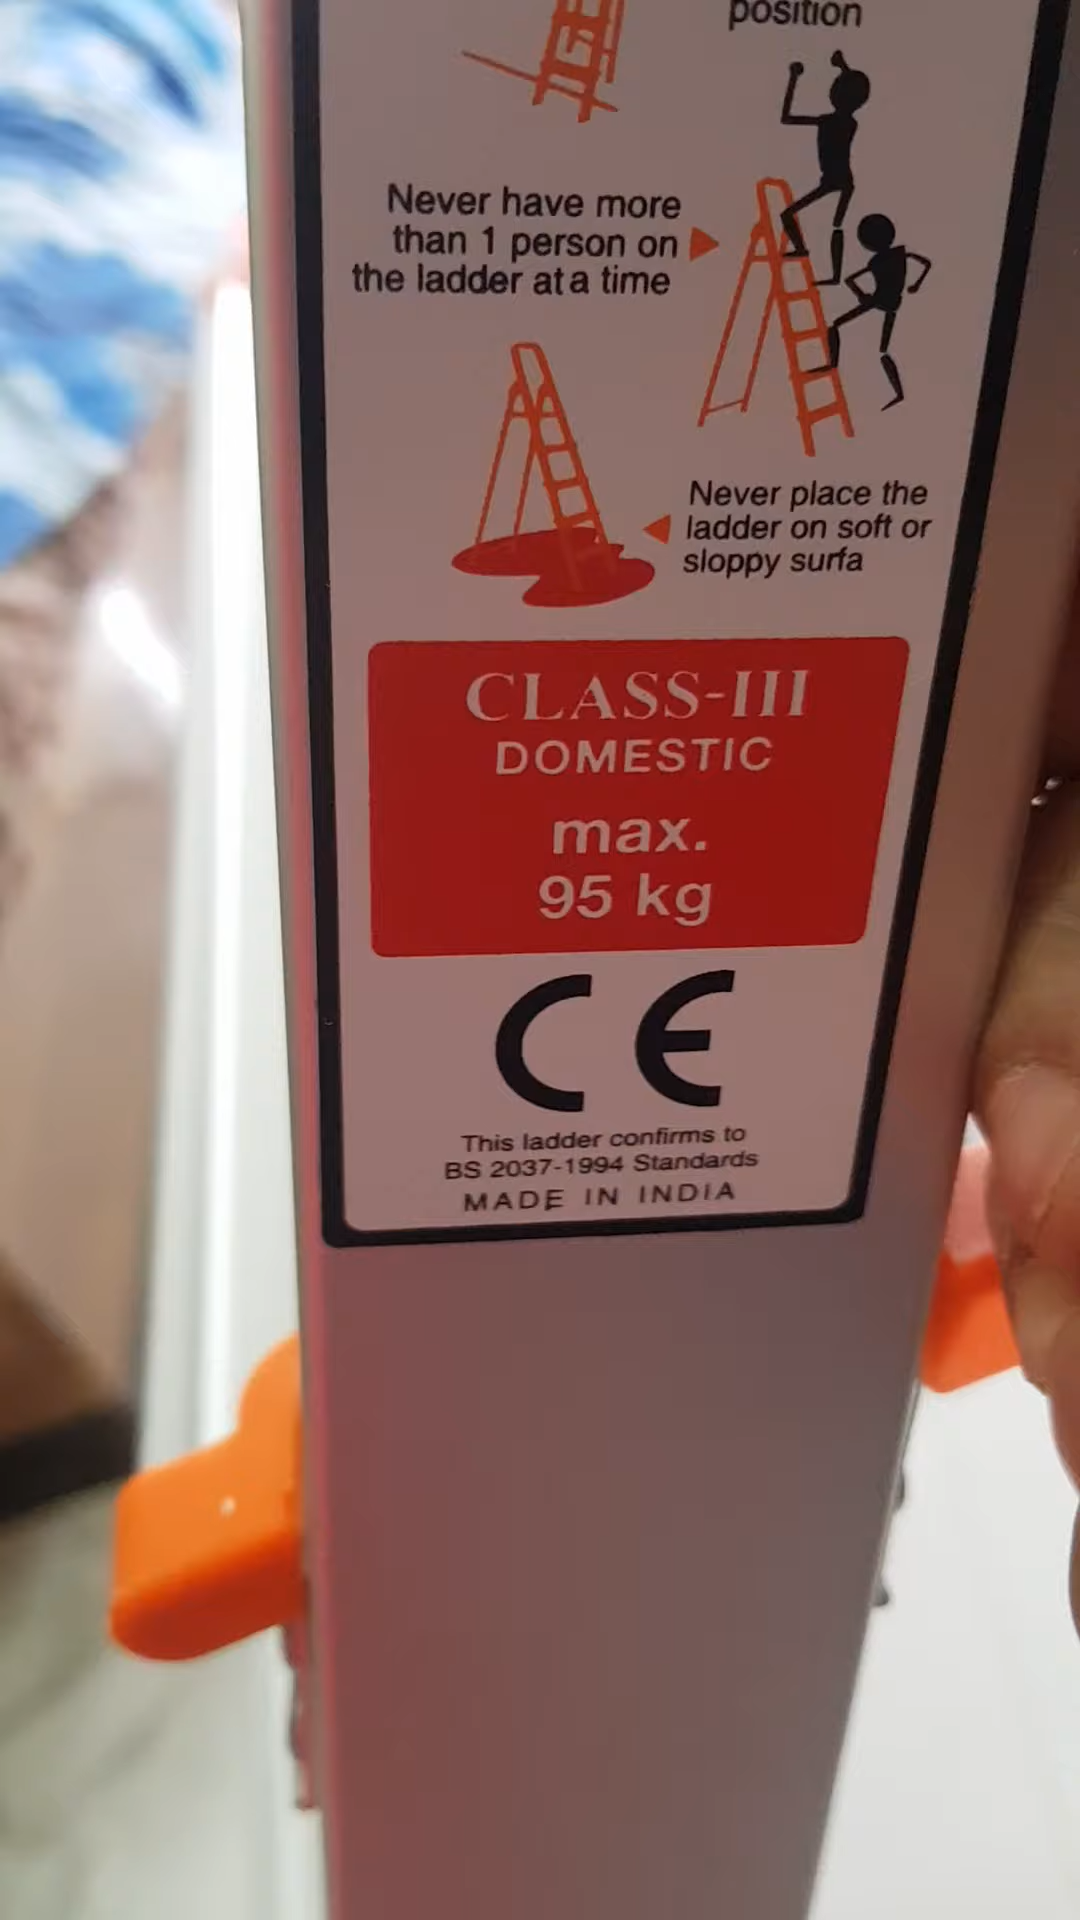 position
Never have more
than 1 person on
the ladder at a time
Never place the
ladder on soft or
sloppy surfa
CLASS-III
DOMESTIC
max.
95 kg
CE
This ladder confirms to
BS 2037-1994 Standards
MADE IN INDIA